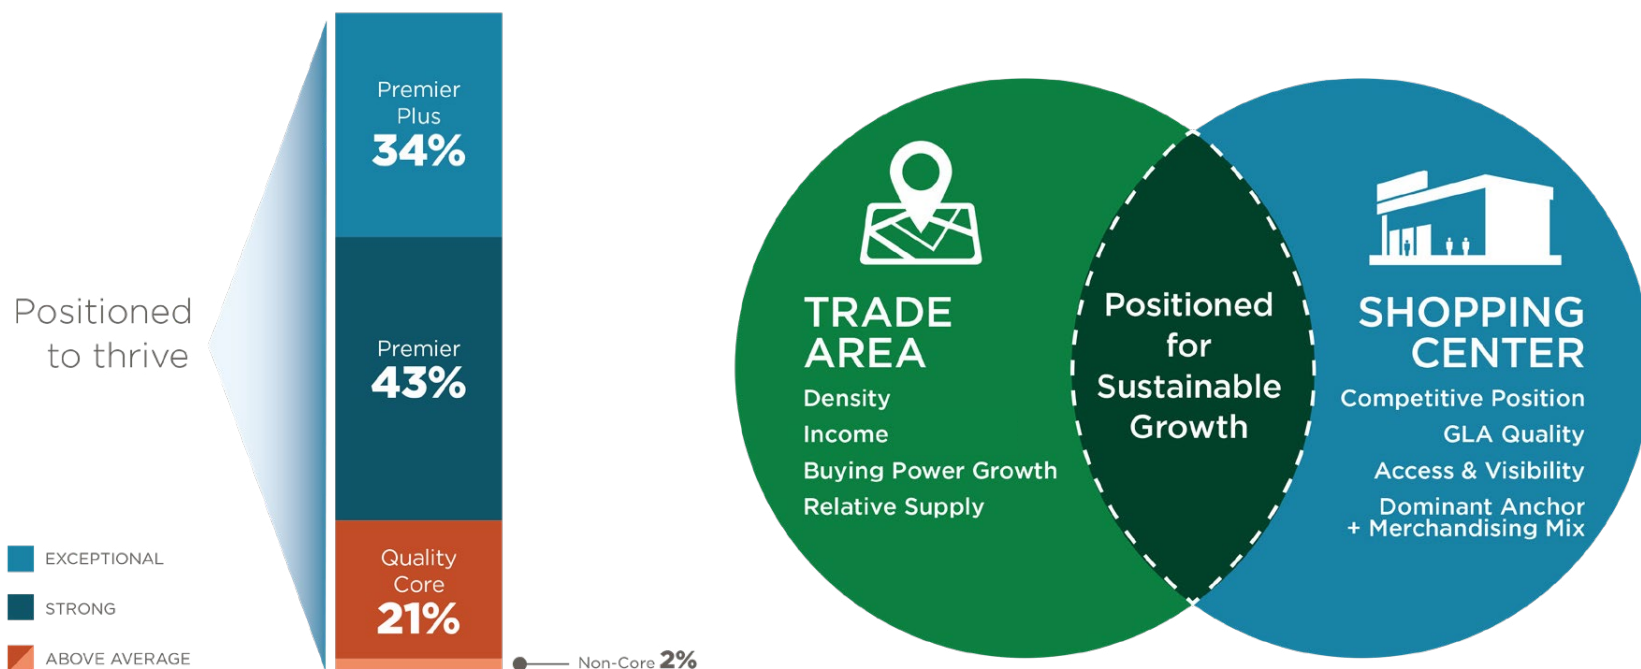 Positioned
to thrive
Premier
Plus
34%
Premier
43%
Quality
Core
21%
Non-Core 2%
EXCEPTIONAL
STRONG
ABOVE AVERAGE
TRADE
AREA
Density
Income
Buying Power Growth
Relative Supply
Positioned
for
Sustainable
Growth
SHOPPING
CENTER
Competitive Position
GLA Quality
Access & Visibility
Dominant Anchor
+ Merchandising Mix